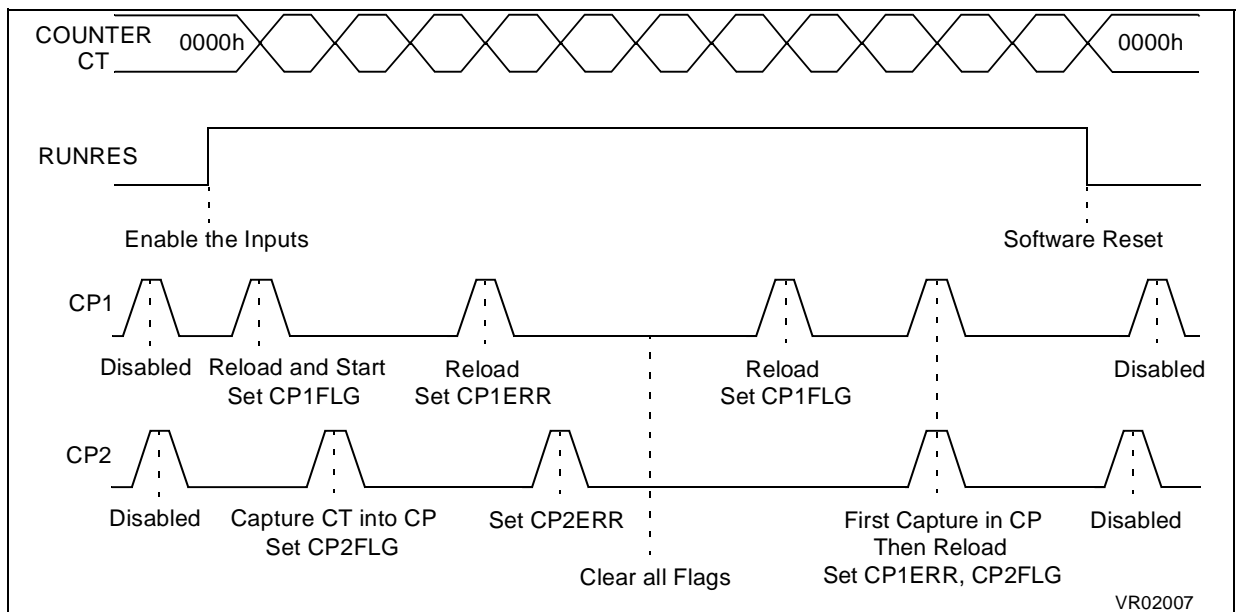 COUNTER 0000h 0000h
CT
RUNRES
Enable the Inputs Software Reset
CP1
Disabled Reload and Start Reload Reload Disabled
Set CP1FLG Set CP1ERR Set CP1FLG
CP2
Disabled Capture CT into CP Set CP2ERR First Capture in CP Disabled
Set CP2FLG Then Reload
Clear all Flags Set CP1ERR, CP2FLG
VR02007